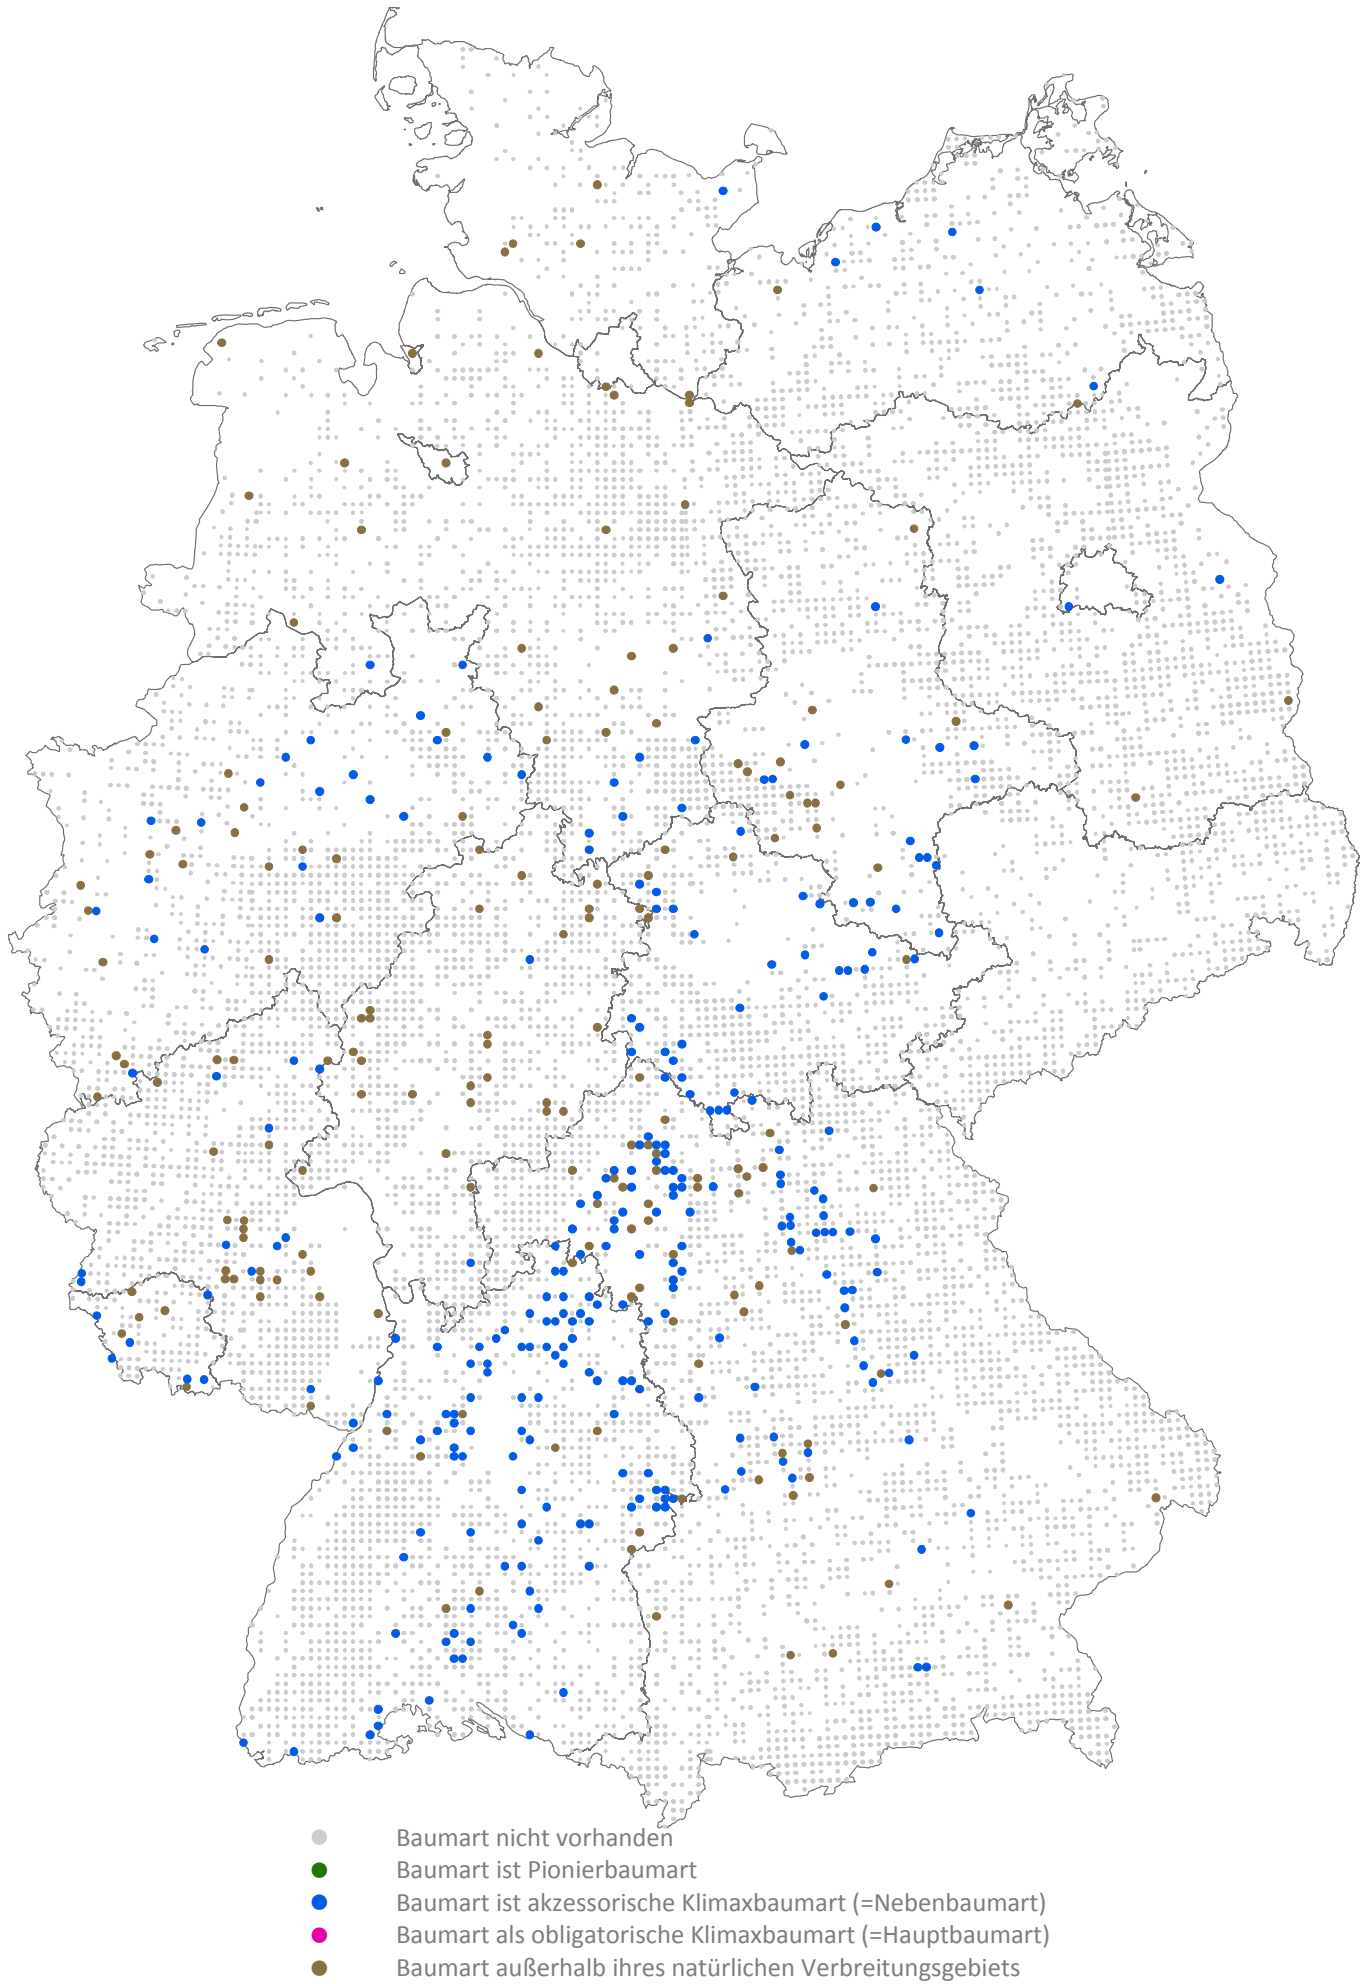 Baumart nicht vorhanden
Baumart ist Pionierbaumart
Baumart ist akzessorische Klimaxbaumart (=Nebenbaumart)
Baumart als obligatorische Klimaxbaumart (=Hauptbaumart)
Baumart außerhalb ihres natürlichen Verbreitungsgebiets